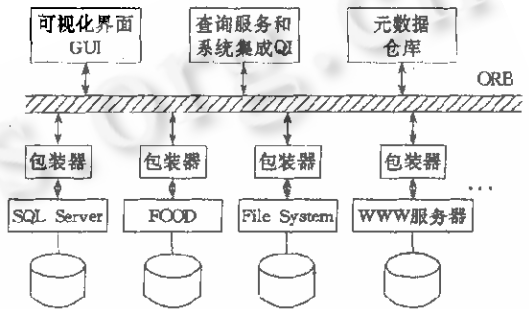 可视化界面
GUI
查询服务和
系统集成QI
元数据
仓库
ORB
包装器
包装器
包装器
包装器
...
SQL Server
FOOD
File System
WWW服务器